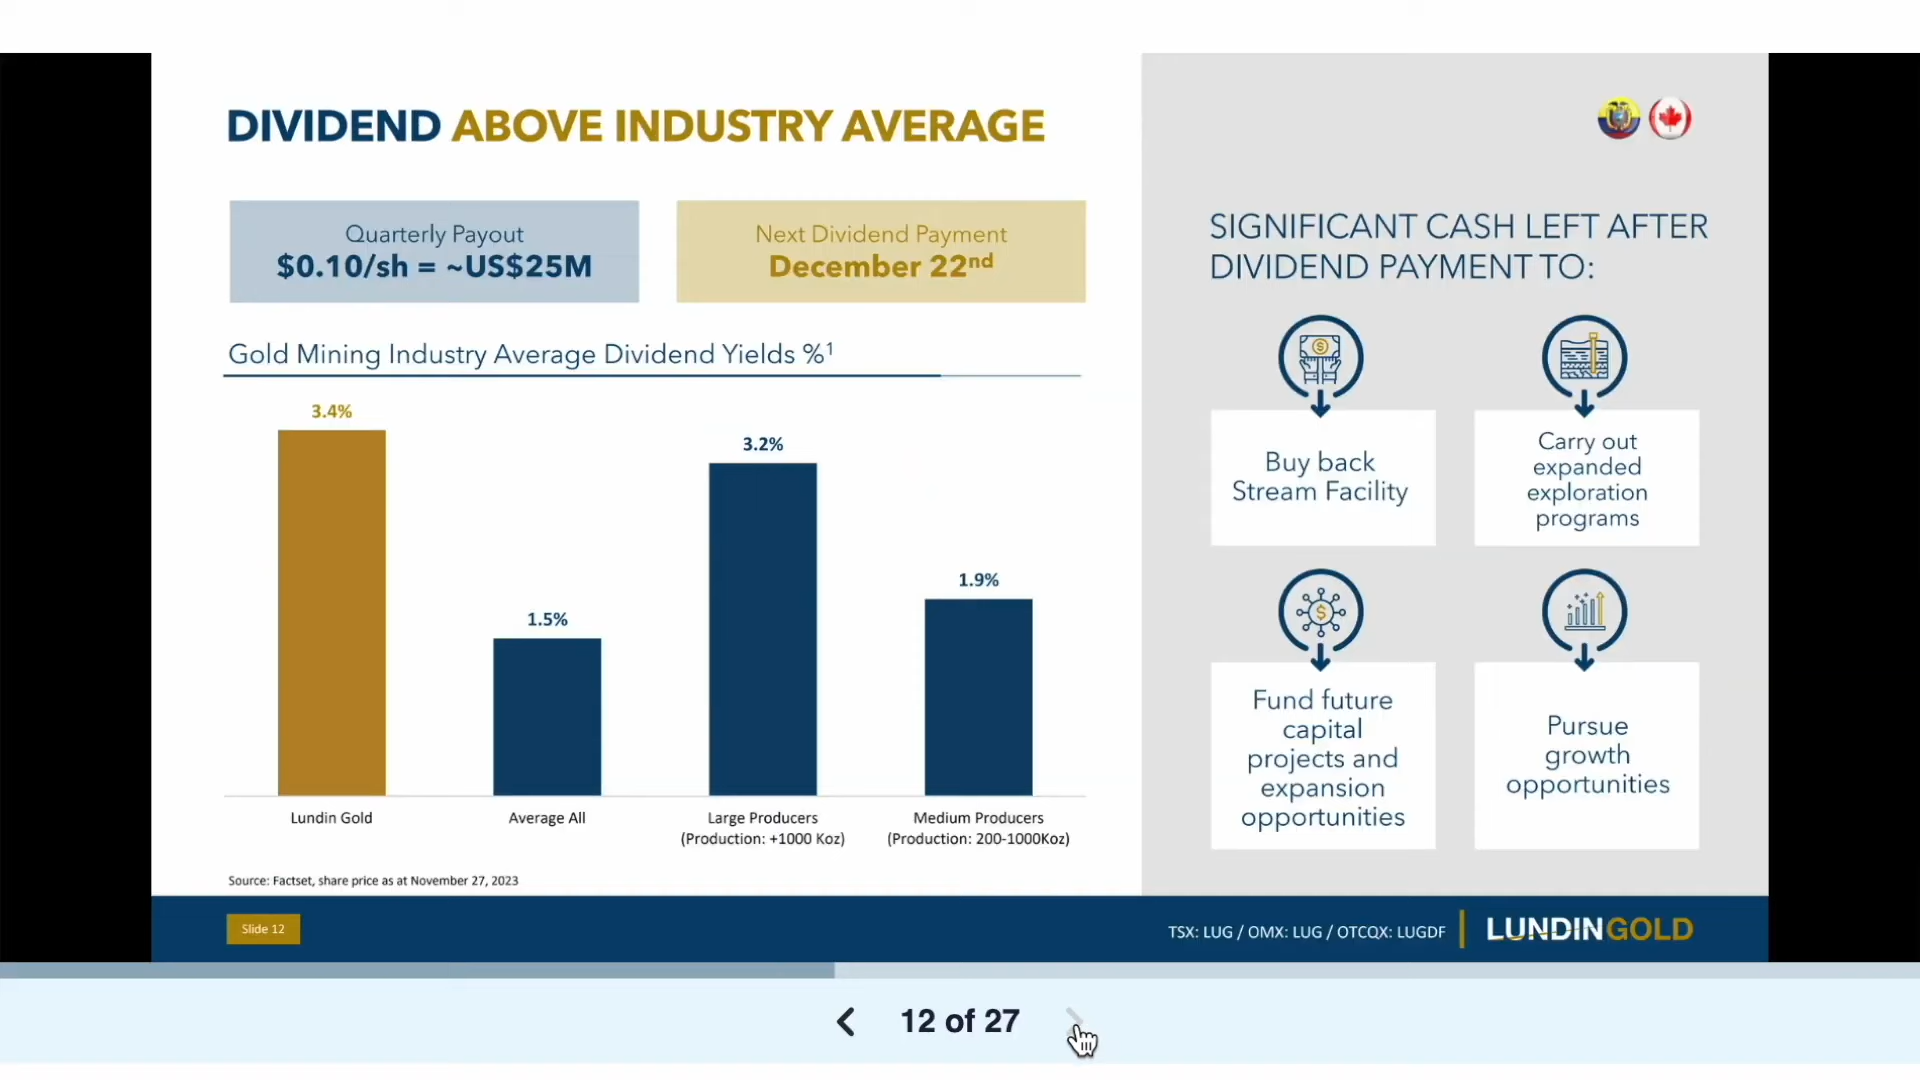 DIVIDEND ABOVE INDUSTRY AVERAGE
Quarterly Payout
$0.10/sh = ~US$25M
Next Dividend Payment
December 22nd
Gold Mining Industry Average Dividend Yields %1
3.4%
1.5%
3.2%
1.9%
Lundin Gold
Average All
Large Producers
(Production: +1000 Koz)
Medium Producers
(Production: 200-1000Koz)
Source: Factset, share price as at November 27, 2023
SIGNIFICANT CASH LEFT AFTER
DIVIDEND PAYMENT TO:
Buy back
Stream Facility
Carry out
expanded
exploration
programs
Fund future
capital
projects and
expansion
opportunities
Pursue
growth
opportunities
Slide 12
TSX: LUG / OMX: LUG / OTCQX: LUGDF
LUNDINGOLD
12 of 27